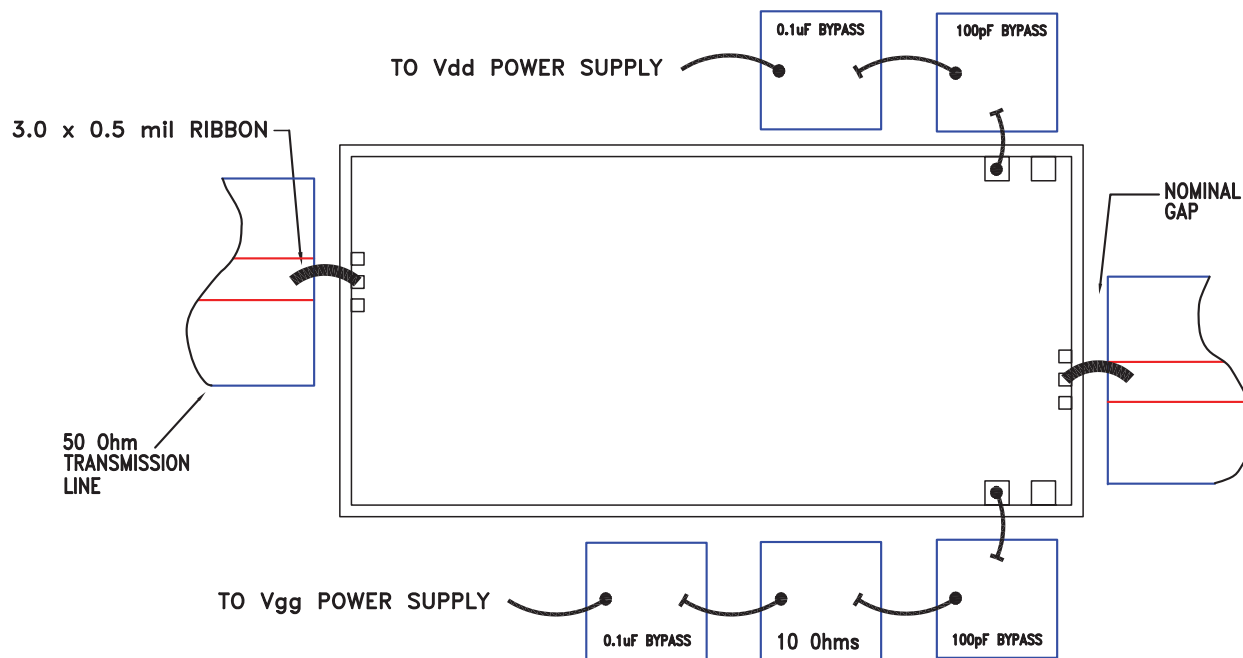 0.1uF BYPASS
100pF BYPASS
TO Vdd POWER SUPPLY
3.0 x 0.5 mil RIBBON
NOMINAL
GAP
50 Ohm
TRANSMISSION
LINE
TO Vgg POWER SUPPLY
0.1uF BYPASS
10 Ohms
100pF BYPASS